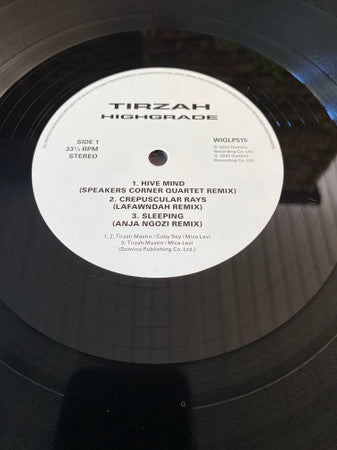 TIRZAH
HIGHGRADE
SIDE 1
33⅓ RPM
STEREO
WIGLP515
℗ 2022 Domino
Recording Co. Ltd.
© 2022 Domino
Recording Co. Ltd.
1. HIVE MIND
(SPEAKERS CORNER QUARTET REMIX)
2. CREPUSCULAR RAYS
(LAFAWNDAH REMIX)
3. SLEEPING
(ANJA NGOZI REMIX)
1, 2; Tirzah Mastin / Coby Sey / Mica Levi
3; Tirzah Mastin / Mica Levi
(Domino Publishing Co. Ltd.)